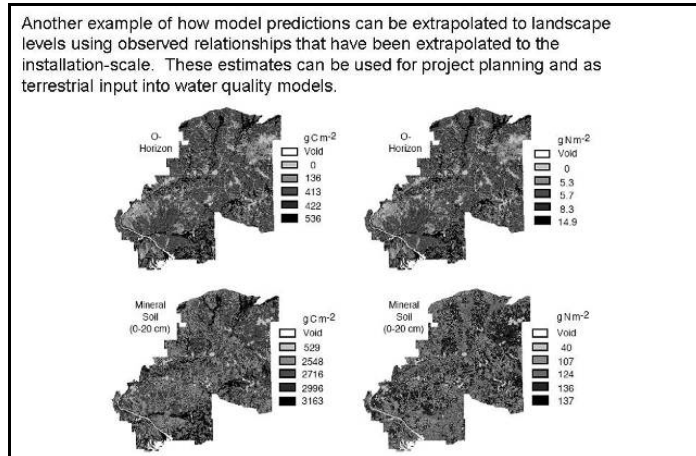 Another example of how model predictions can be extrapolated to landscape
levels using observed relationships that have been extrapolated to the
installation-scale. These estimates can be used for project planning and as
terrestrial input into water quality models.
O-
Horizon
gCm-2
Void
0
136
413
422
536
O-
Horizon
gNm-2
Void
0
5.3
5.7
8.3
14.9
Mineral
Soil
(0-20 cm)
gCm-2
Void
529
2548
2716
2996
3163
Mineral
Soil
(0-20 cm)
gNm-2
Void
40
107
124
136
137